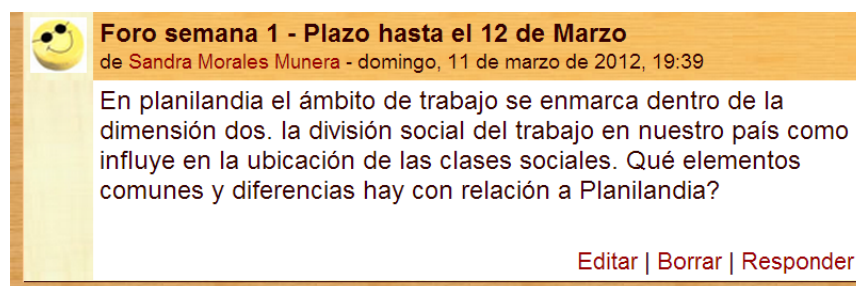 Foro semana 1 - Plazo hasta el 12 de Marzo
de Sandra Morales Munera - domingo, 11 de marzo de 2012, 19:39
En planilandia el ámbito de trabajo se enmarca dentro de la
dimensión dos. la división social del trabajo en nuestro país como
influye en la ubicación de las clases sociales. Qué elementos
comunes y diferencias hay con relación a Planilandia?
Editar | Borrar | Responder